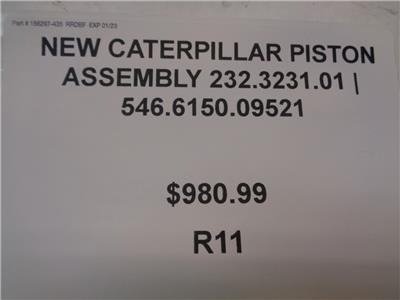 Part # 158297-435 RRDBF EXP 01/23
NEW CATERPILLAR PISTON
ASSEMBLY 232.3231.01 |
546.6150.09521
$980.99
R11